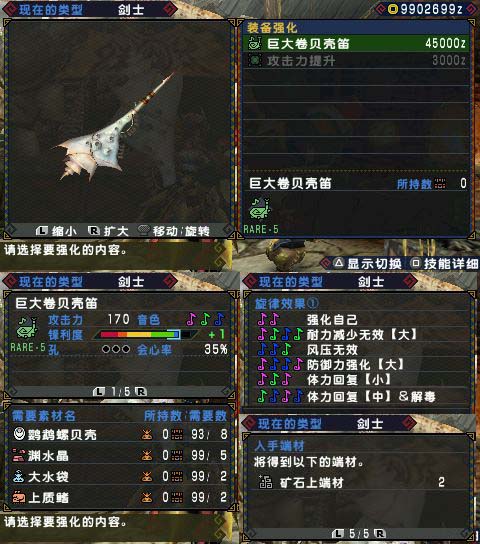 现在的类型 剑士
缩小 扩大 移动/旋转
请选择要强化的内容。
9902699z
装备强化
巨大卷贝壳笛 45000z
攻击力提升 3000z
巨大卷贝壳笛 所持数 0
RARE-5
显示切换 技能详细
现在的类型 剑士
巨大卷贝壳笛
攻击力 170 音色
锋利度 +1
RARE-5 孔 会心率 35%
L 1/5 R
需要素材名 所持数/需要数
鹦鹉螺贝壳 0 93/ 8
渊水晶 0 99/ 5
大水袋 0 99/ 2
上质鳍 0 99/ 2
请选择要强化的内容。
现在的类型 剑士
旋律效果①
强化自己
耐力减少无效【大】
风压无效
防御力强化【大】
体力回复【小】
体力回复【中】&解毒
现在的类型 剑士
入手端材
将得到以下的端材。
矿石上端材 2
L 5/5 R